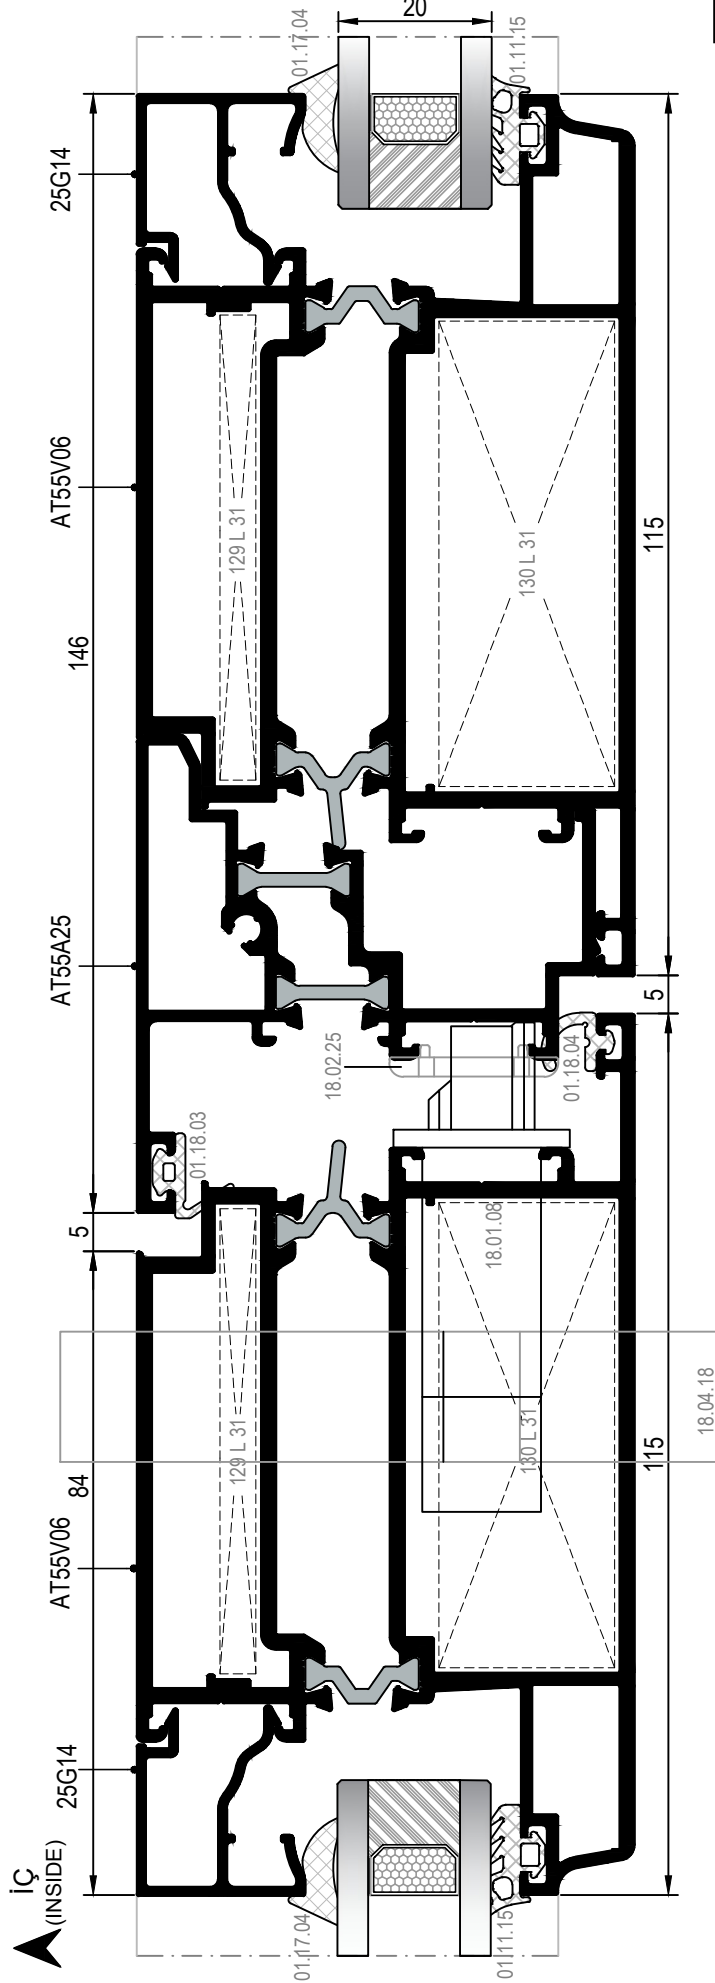 20
01.17.04
01.11.15
25G14
AT55V06
129 L 31
130 L 31
146
115
AT55A25
5
18.02.25
01.18.04
01.18.03
5
18.01.08
18.04.18
129 L 31
130 L 31
84
115
AT55V06
25G14
İÇ
(INSIDE)
01.17.04
01.11.15